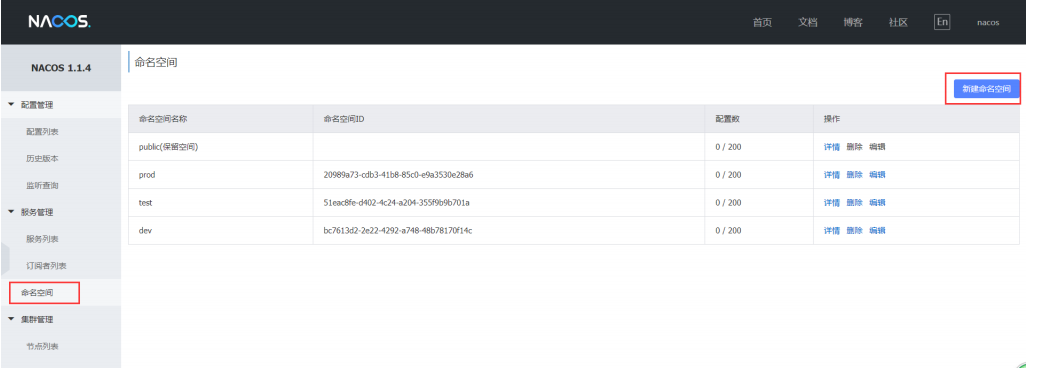 NACOS.
首页 文档 博客 社区 En nacos
NACOS 1.1.4
配置管理
配置列表
历史版本
监听查询
服务管理
服务列表
订阅者列表
命名空间
集群管理
节点列表
命名空间
新建命名空间
命名空间名称 命名空间ID 配置数 操作
public(保留空间) 0 / 200 详情 删除 编辑
prod 20989a73-cdb3-41b8-85c0-e9a3530e28a6 0 / 200 详情 删除 编辑
test 51eac8fe-d402-4c24-a204-355f9b9b701a 0 / 200 详情 删除 编辑
dev bc7613d2-2e22-4292-a748-48b78170f14c 0 / 200 详情 删除 编辑